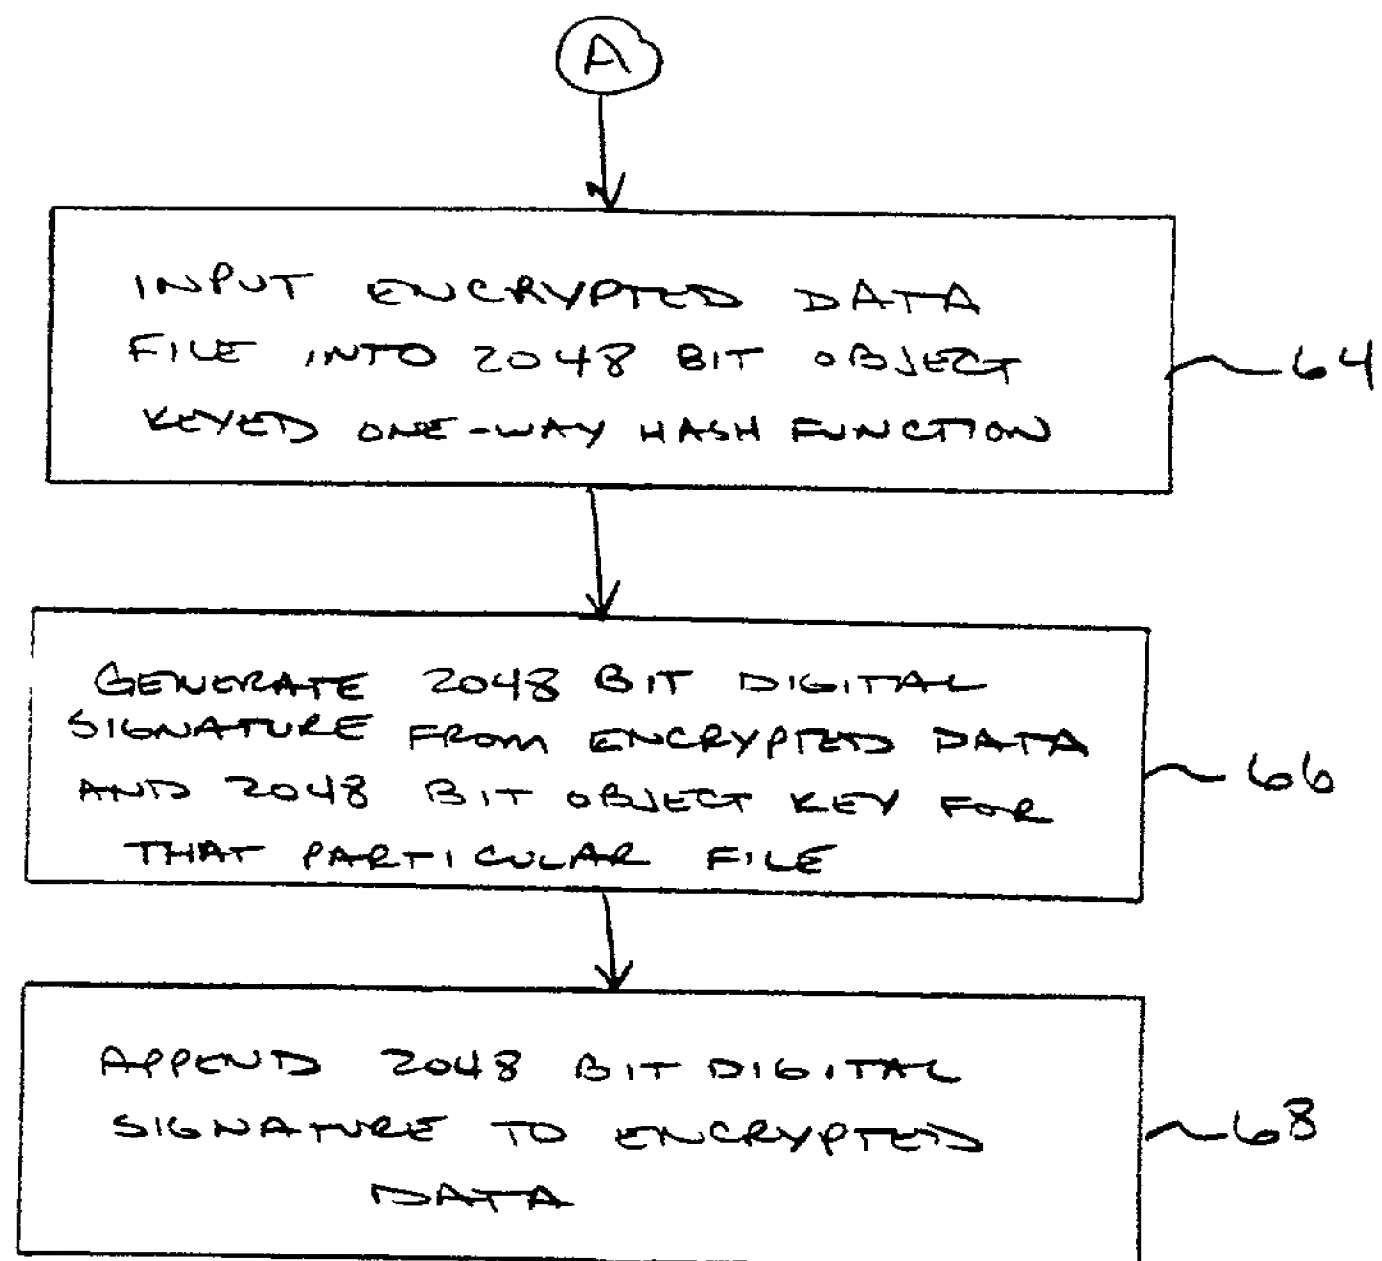 A
INPUT ENCRYPTED DATA
FILE INTO 2048 BIT OBJECT
KEYED ONE-WAY HASH FUNCTION
64
GENERATE 2048 BIT DIGITAL
SIGNATURE FROM ENCRYPTED DATA
AND 2048 BIT OBJECT KEY FOR
THAT PARTICULAR FILE
66
APPEND 2048 BIT DIGITAL
SIGNATURE TO ENCRYPTED
DATA
68